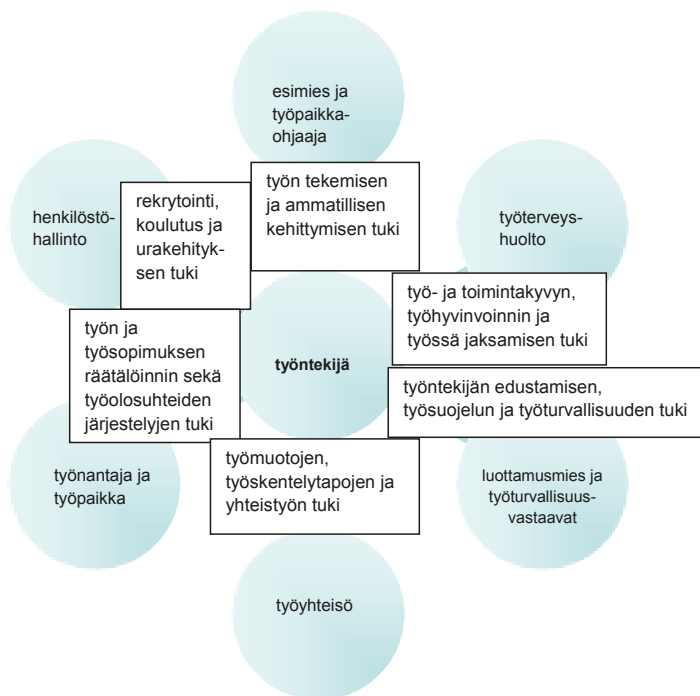 esimies ja
työpaikka-
ohjaaja
työn tekemisen
ja ammatillisen
kehittymisen tuki
henkilöstö-
hallinto
rekrytointi,
koulutus ja
urakehityk-
sen tuki
työterveys-
huolto
työ- ja toimintakyvyn,
työhyvinvoinnin ja
työssä jaksamisen tuki
työntekijä
työn ja
työsopimuksen
räätälöinnin sekä
työolosuhteiden
järjestelyjen tuki
työntekijän edustamisen,
työsuojelun ja työturvallisuuden tuki
työnantaja ja
työpaikka
työmuotojen,
työskentelytapojen ja
yhteistyön tuki
luottamusmies ja
työturvallisuus-
vastaavat
työyhteisö